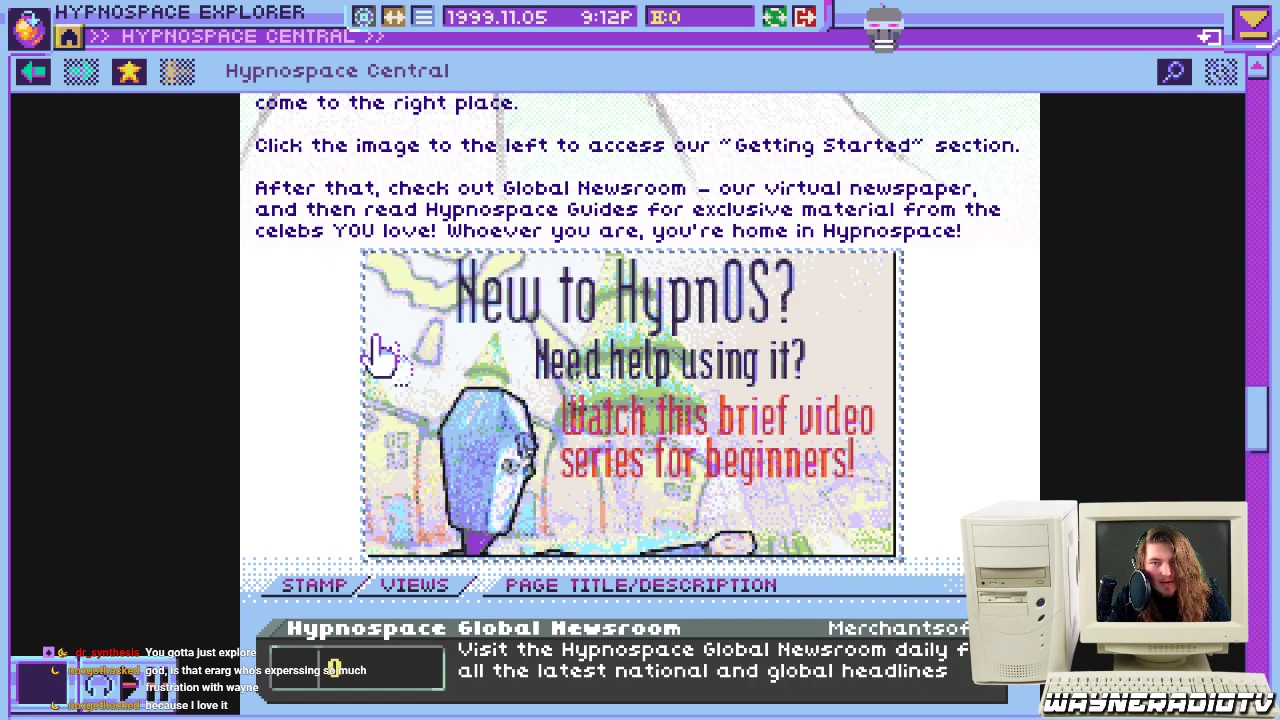 HYPNOSPACE EXPLORER
1999.11.05 9:12P
:0
>> HYPNOSPACE CENTRAL >>
Hypnospace Central
come to the right place.
Click the image to the left to access our "Getting Started" section.
After that, check out Global Newsroom - our virtual newspaper,
and then read Hypnospace Guides for exclusive material from the
celebs YOU love! Whoever you are, you're home in Hypnospace!
New to HypnOS?
Need help using it?
Watch this brief video
series for beginners!
STAMP VIEWS PAGE TITLE/DESCRIPTION
Hypnospace Global Newsroom Merchantsof
Visit the Hypnospace Global Newsroom daily f
all the latest national and global headlines
dr_synthesis You gotta just explore
noxgothacked god, is that erarg who's experssing so much
frustration with wayne
noxgothacked because I love it
WAYNERADIOTV